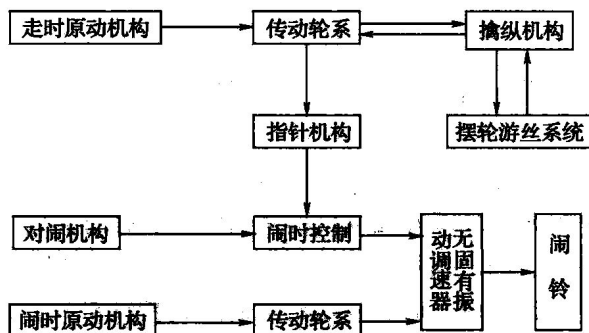 走时原动机构
传动轮系
擒纵机构
指针机构
摆轮游丝系统
对闹机构
闹时控制
无固有振
动调速器
闹铃
闹时原动机构
传动轮系